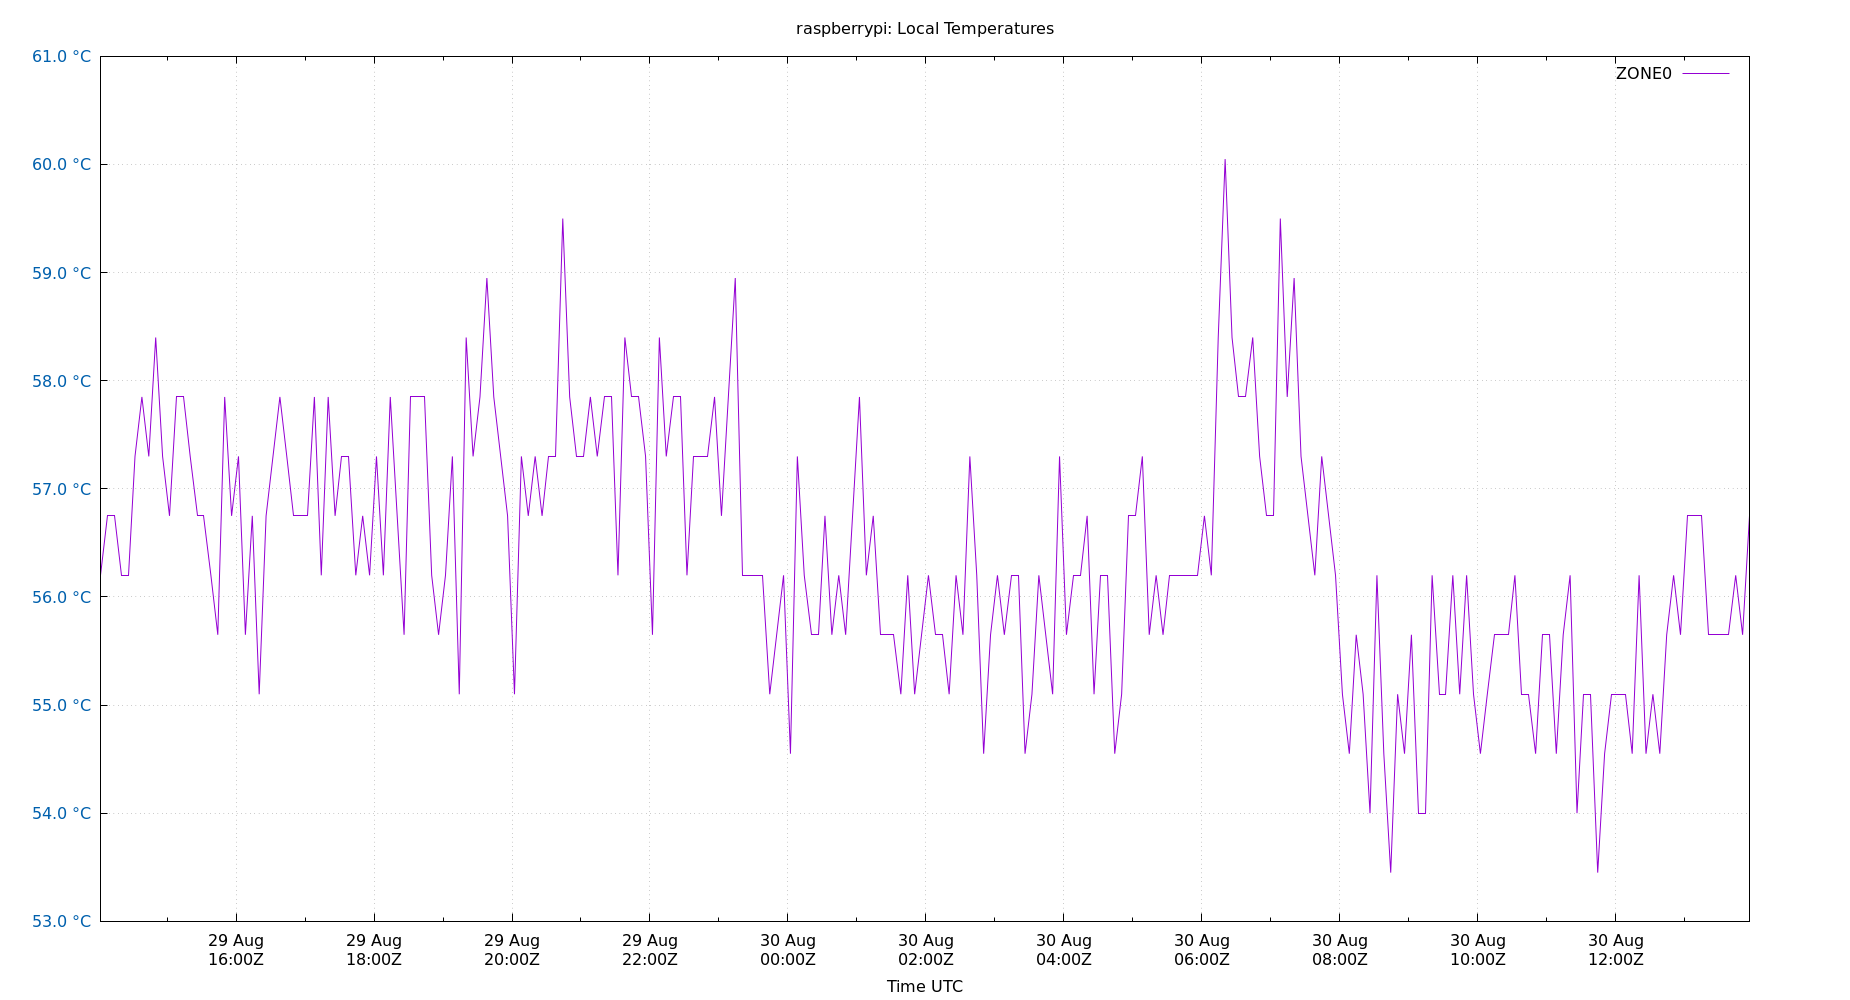 raspberrypi: Local Temperatures
61.0 °C
ZONE0
60.0 °C
59.0 °C
58.0 °C
57.0 °C
56.0 °C
55.0 °C
54.0 °C
53.0 °C
29 Aug 29 Aug 29 Aug 29 Aug 30 Aug 30 Aug 30 Aug 30 Aug 30 Aug 30 Aug 30 Aug
16:00Z 18:00Z 20:00Z 22:00Z 00:00Z 02:00Z 04:00Z 06:00Z 08:00Z 10:00Z 12:00Z
Time UTC